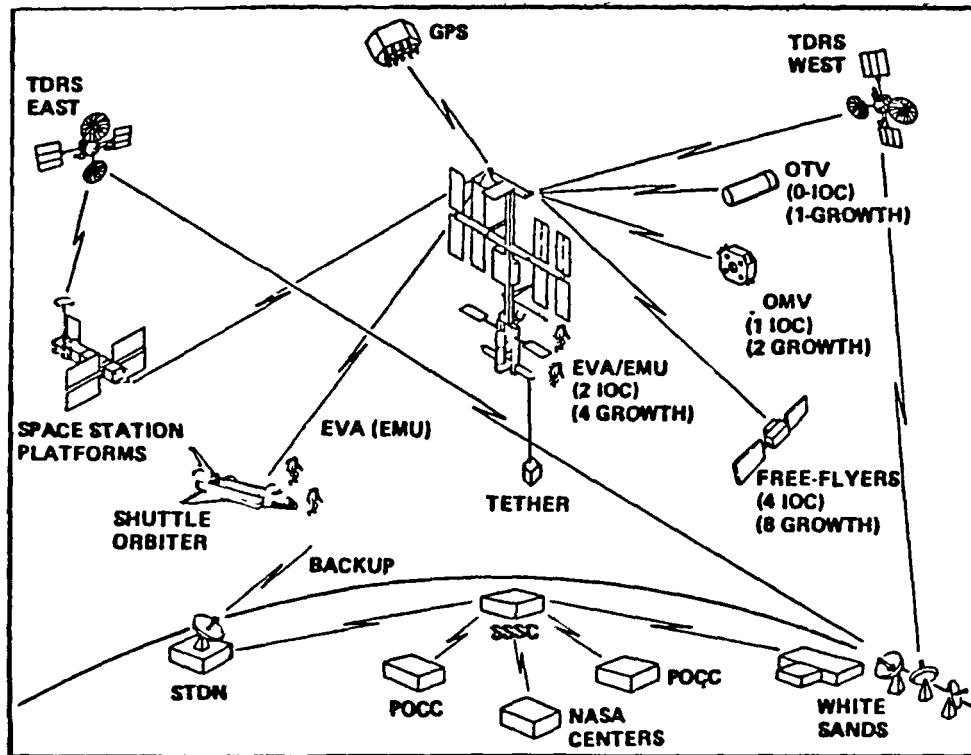 GPS
TDRS
WEST
TDRS
EAST
OTV
(0-IOC)
(1-GROWTH)
OMV
(1 IOC)
(2 GROWTH)
EVA/EMU
(2 IOC)
(4 GROWTH)
SPACE STATION
PLATFORMS
EVA (EMU)
TETHER
FREE-FLYERS
(4 IOC)
(8 GROWTH)
SHUTTLE
ORBITER
BACKUP
SSSC
STDN
POCC
POCC
NASA
CENTERS
WHITE
SANDS